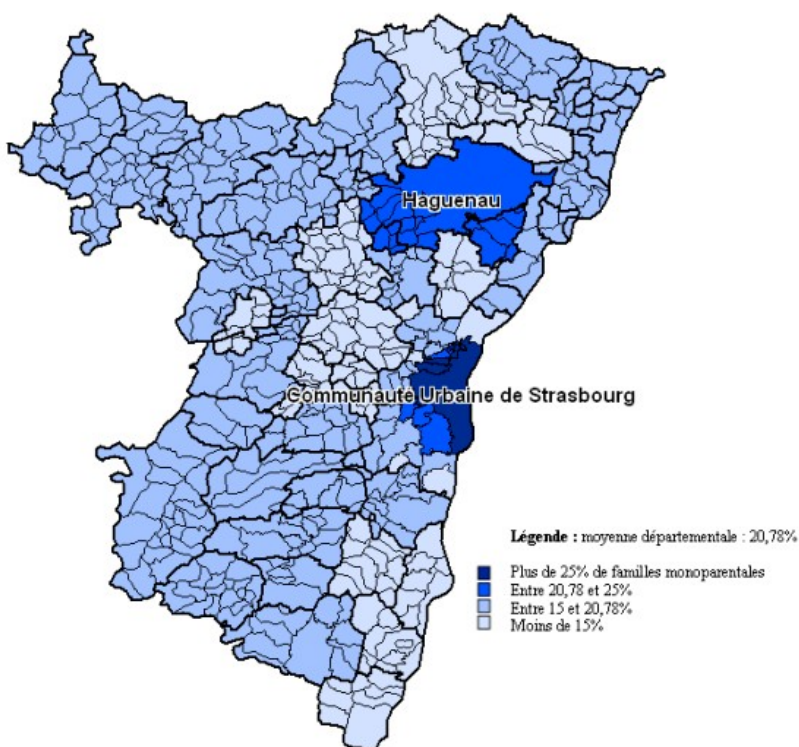 Haguenau
Communauté Urbaine de Strasbourg
Légende : moyenne départementale : 20,78%
Plus de 25% de familles monoparentales
Entre 20,78 et 25%
Entre 15 et 20,78%
Moins de 15%